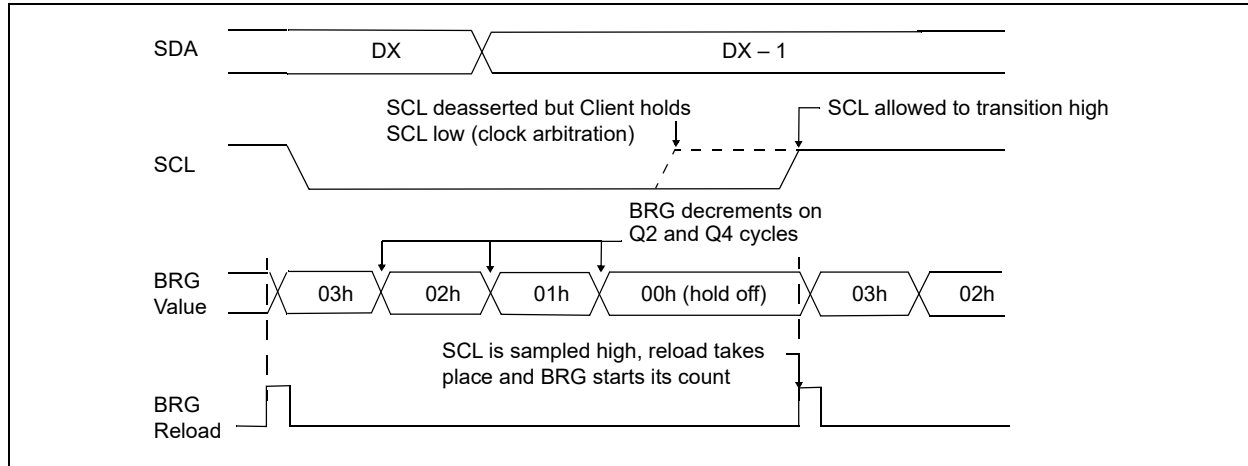 SDA
DX
DX – 1
SCL deasserted but Client holds
SCL low (clock arbitration)
SCL allowed to transition high
SCL
BRG decrements on
Q2 and Q4 cycles
BRG
Value
03h
02h
01h
00h (hold off)
03h
02h
SCL is sampled high, reload takes
place and BRG starts its count
BRG
Reload